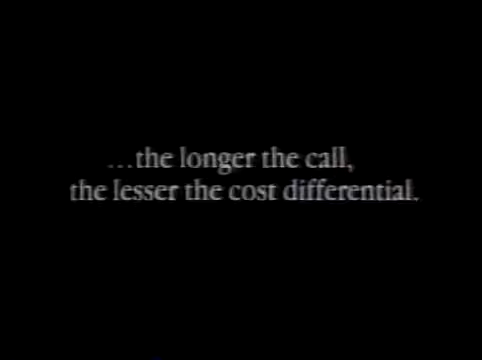 ...the longer the call,
the lesser the cost differential.